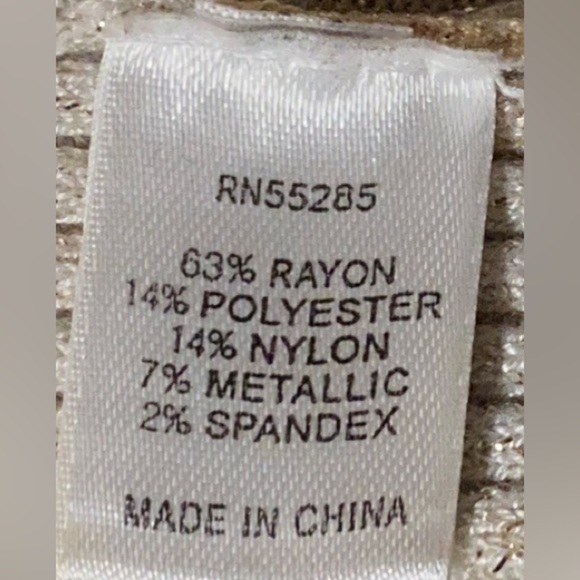 RN55285
63% RAYON
14% POLYESTER
14% NYLON
7% METALLIC
2% SPANDEX
MADE IN CHINA